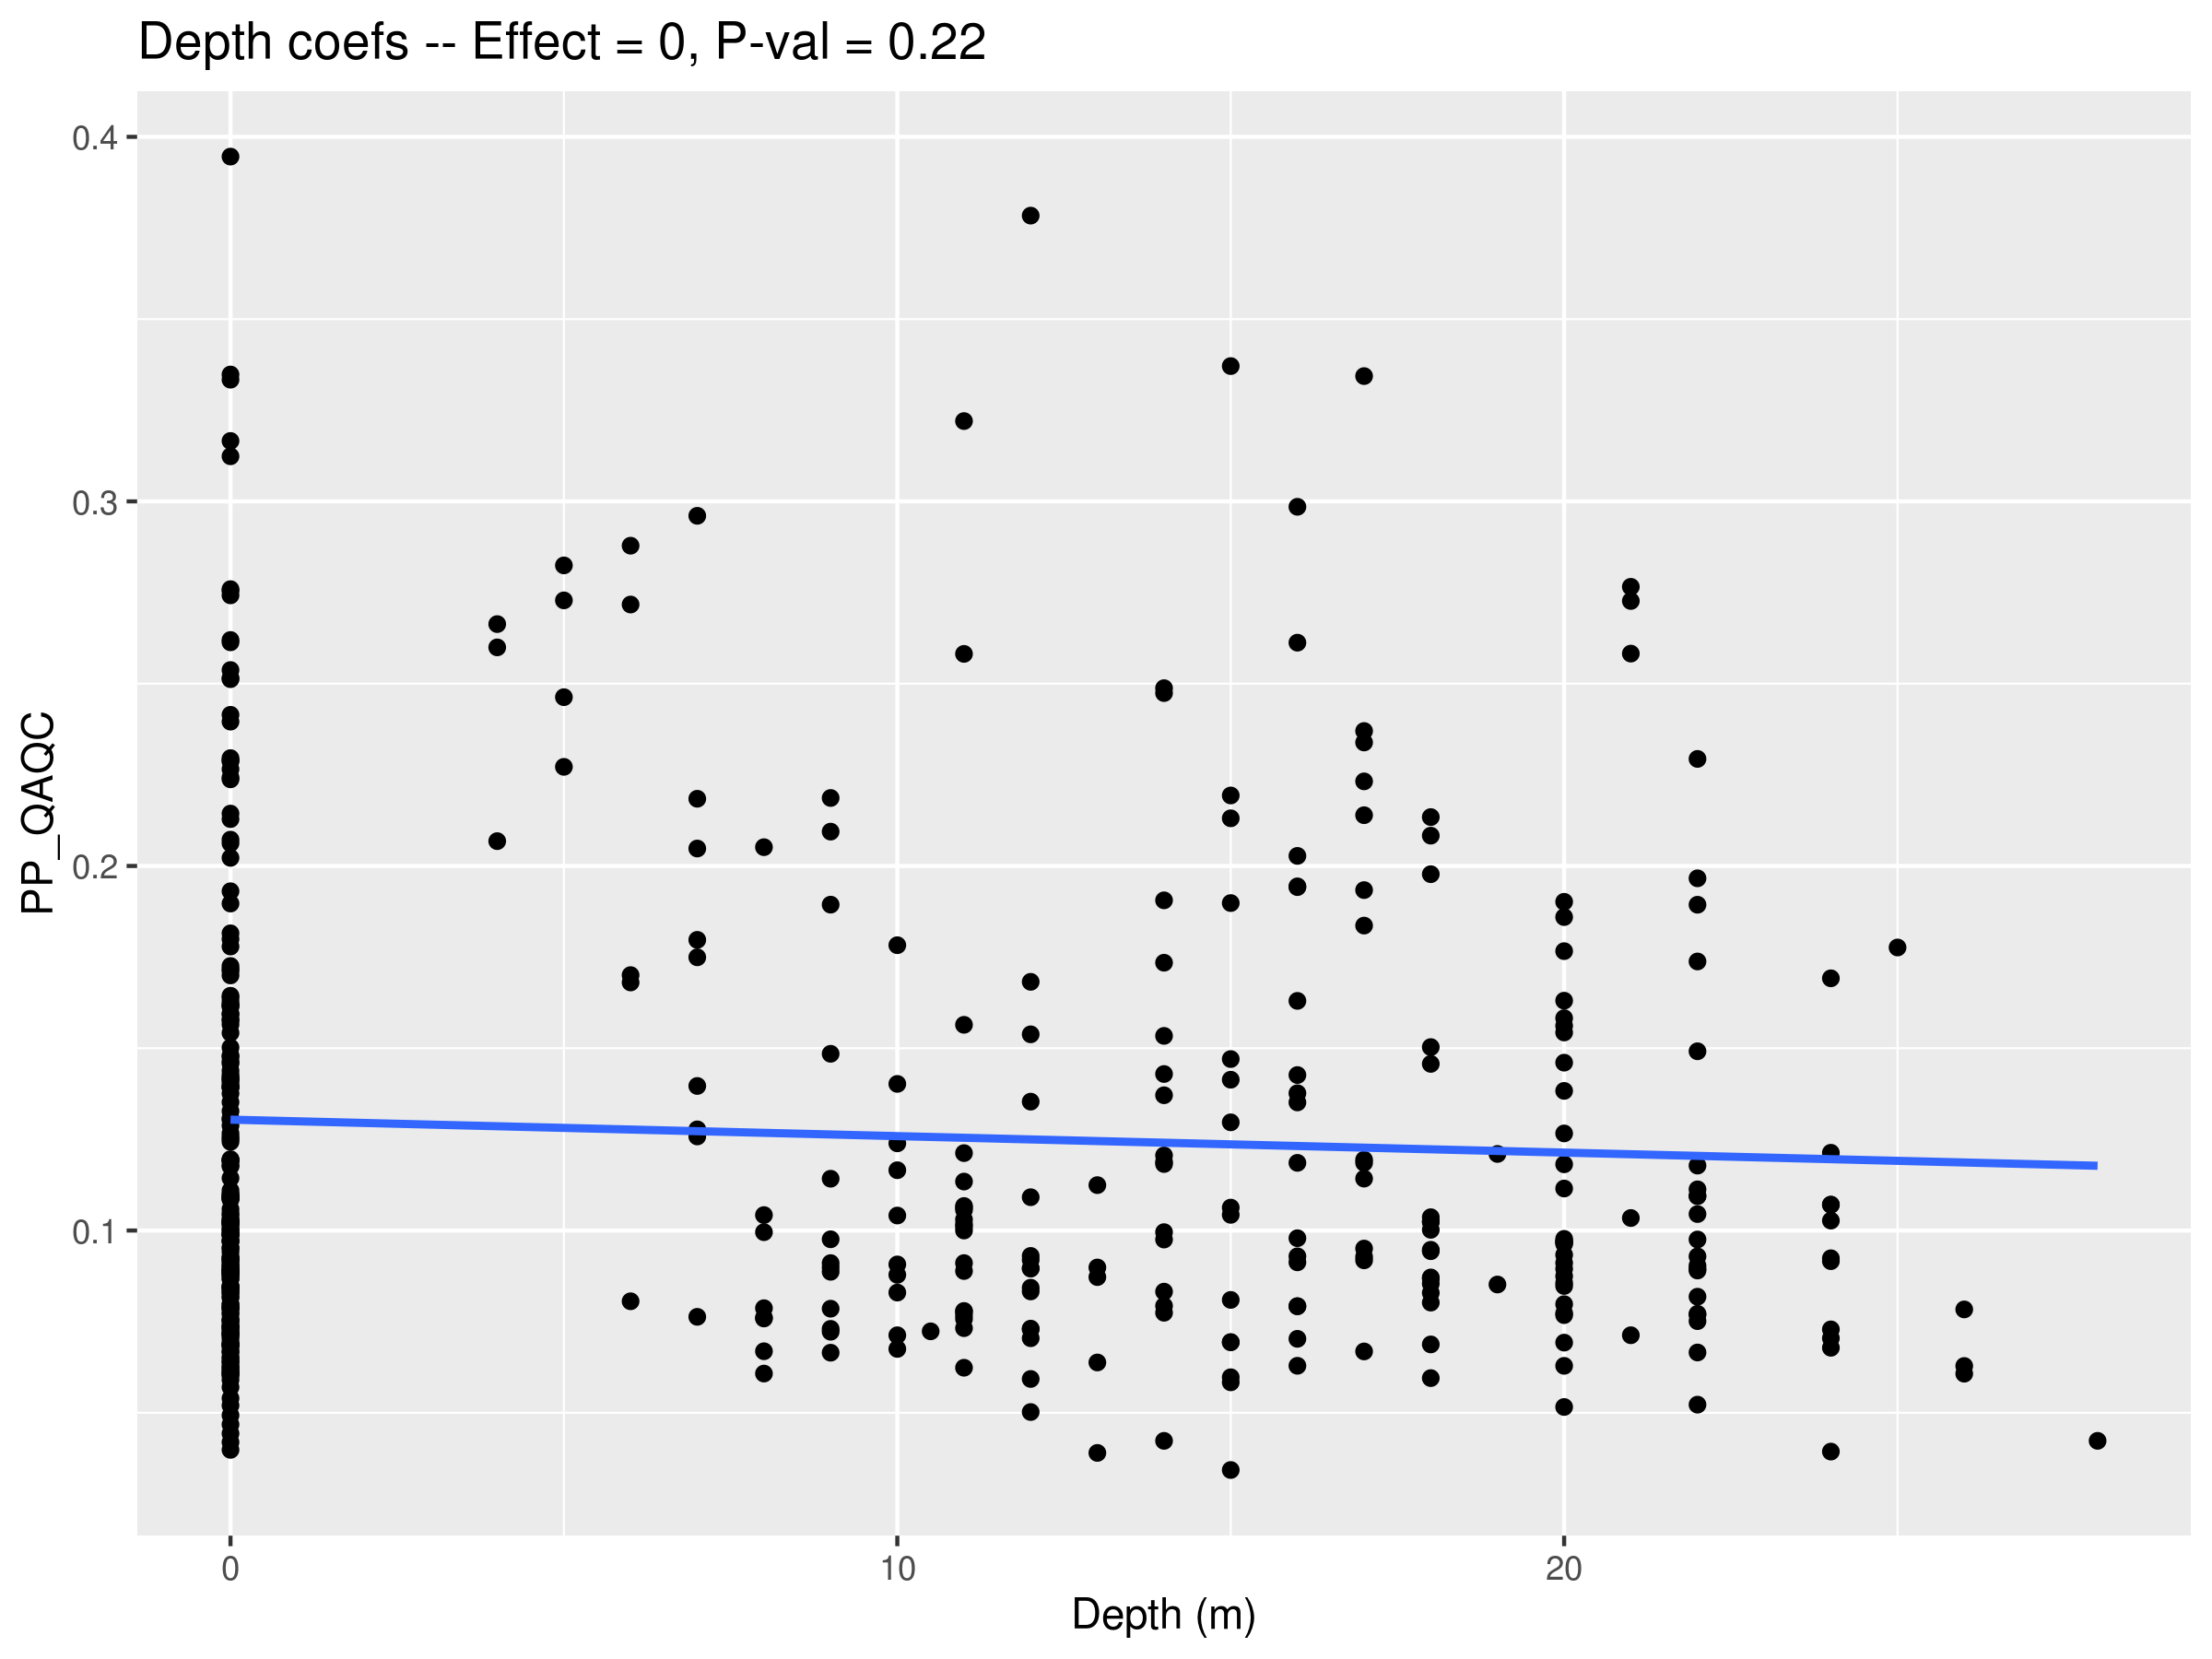 Depth coefs -- Effect = 0, P-val = 0.22
0.4
0.3
0.2
0.1
PP_QAQC
0
10
20
Depth (m)